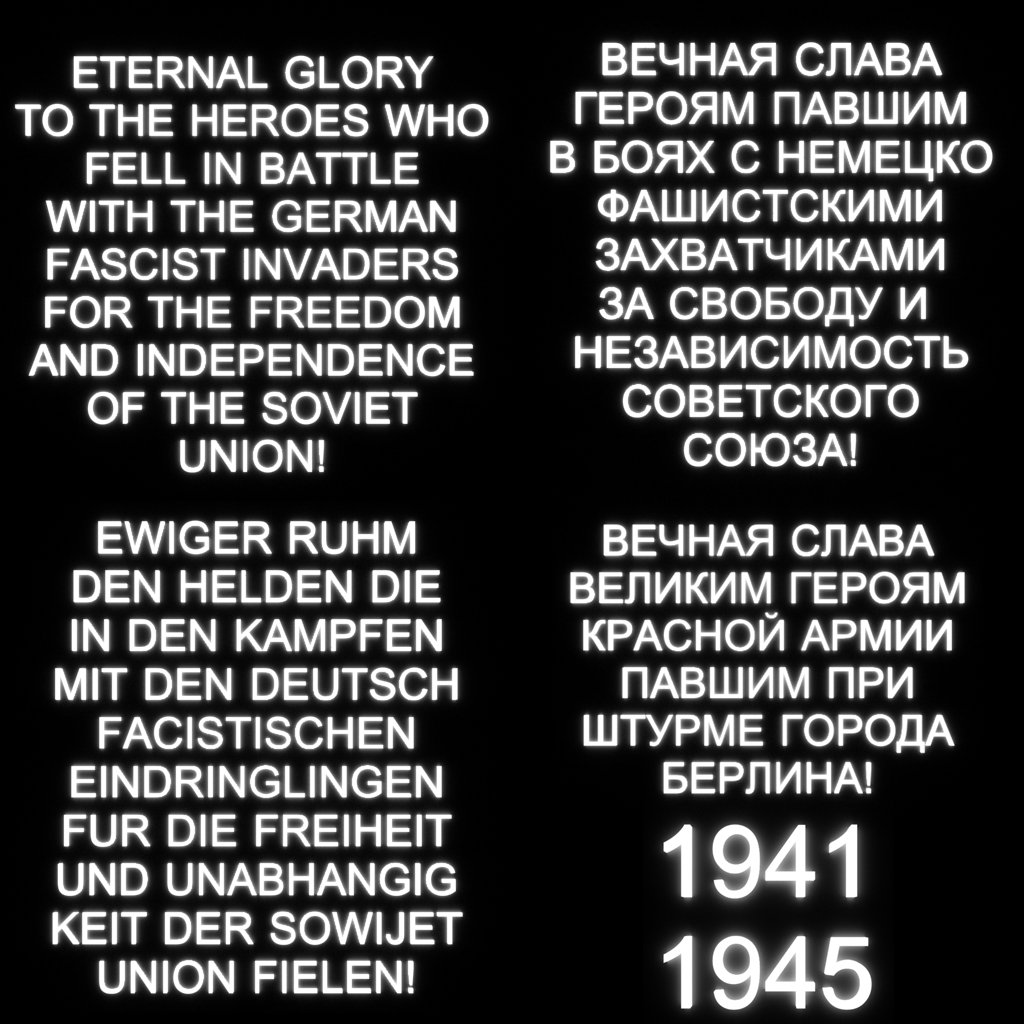 ETERNAL GLORY
TO THE HEROES WHO
FELL IN BATTLE
WITH THE GERMAN
FASCIST INVADERS
FOR THE FREEDOM
AND INDEPENDENCE
OF THE SOVIET
UNION!
ВЕЧНАЯ СЛАВА
ГЕРОЯМ ПАВШИМ
В БОЯХ С НЕМЕЦКО
ФАШИСТСКИМИ
ЗАХВАТЧИКАМИ
ЗА СВОБОДУ И
НЕЗАВИСИМОСТЬ
СОВЕТСКОГО
СОЮЗА!
EWIGER RUHM
DEN HELDEN DIE
IN DEN KAMPFEN
MIT DEN DEUTSCH
FACISTISCHEN
EINDRINGLINGEN
FUR DIE FREIHEIT
UND UNABHANGIG
KEIT DER SOWIJET
UNION FIELEN!
ВЕЧНАЯ СЛАВА
ВЕЛИКИМ ГЕРОЯМ
КРАСНОЙ АРМИИ
ПАВШИМ ПРИ
ШТУРМЕ ГОРОДА
БЕРЛИНА!
1941
1945